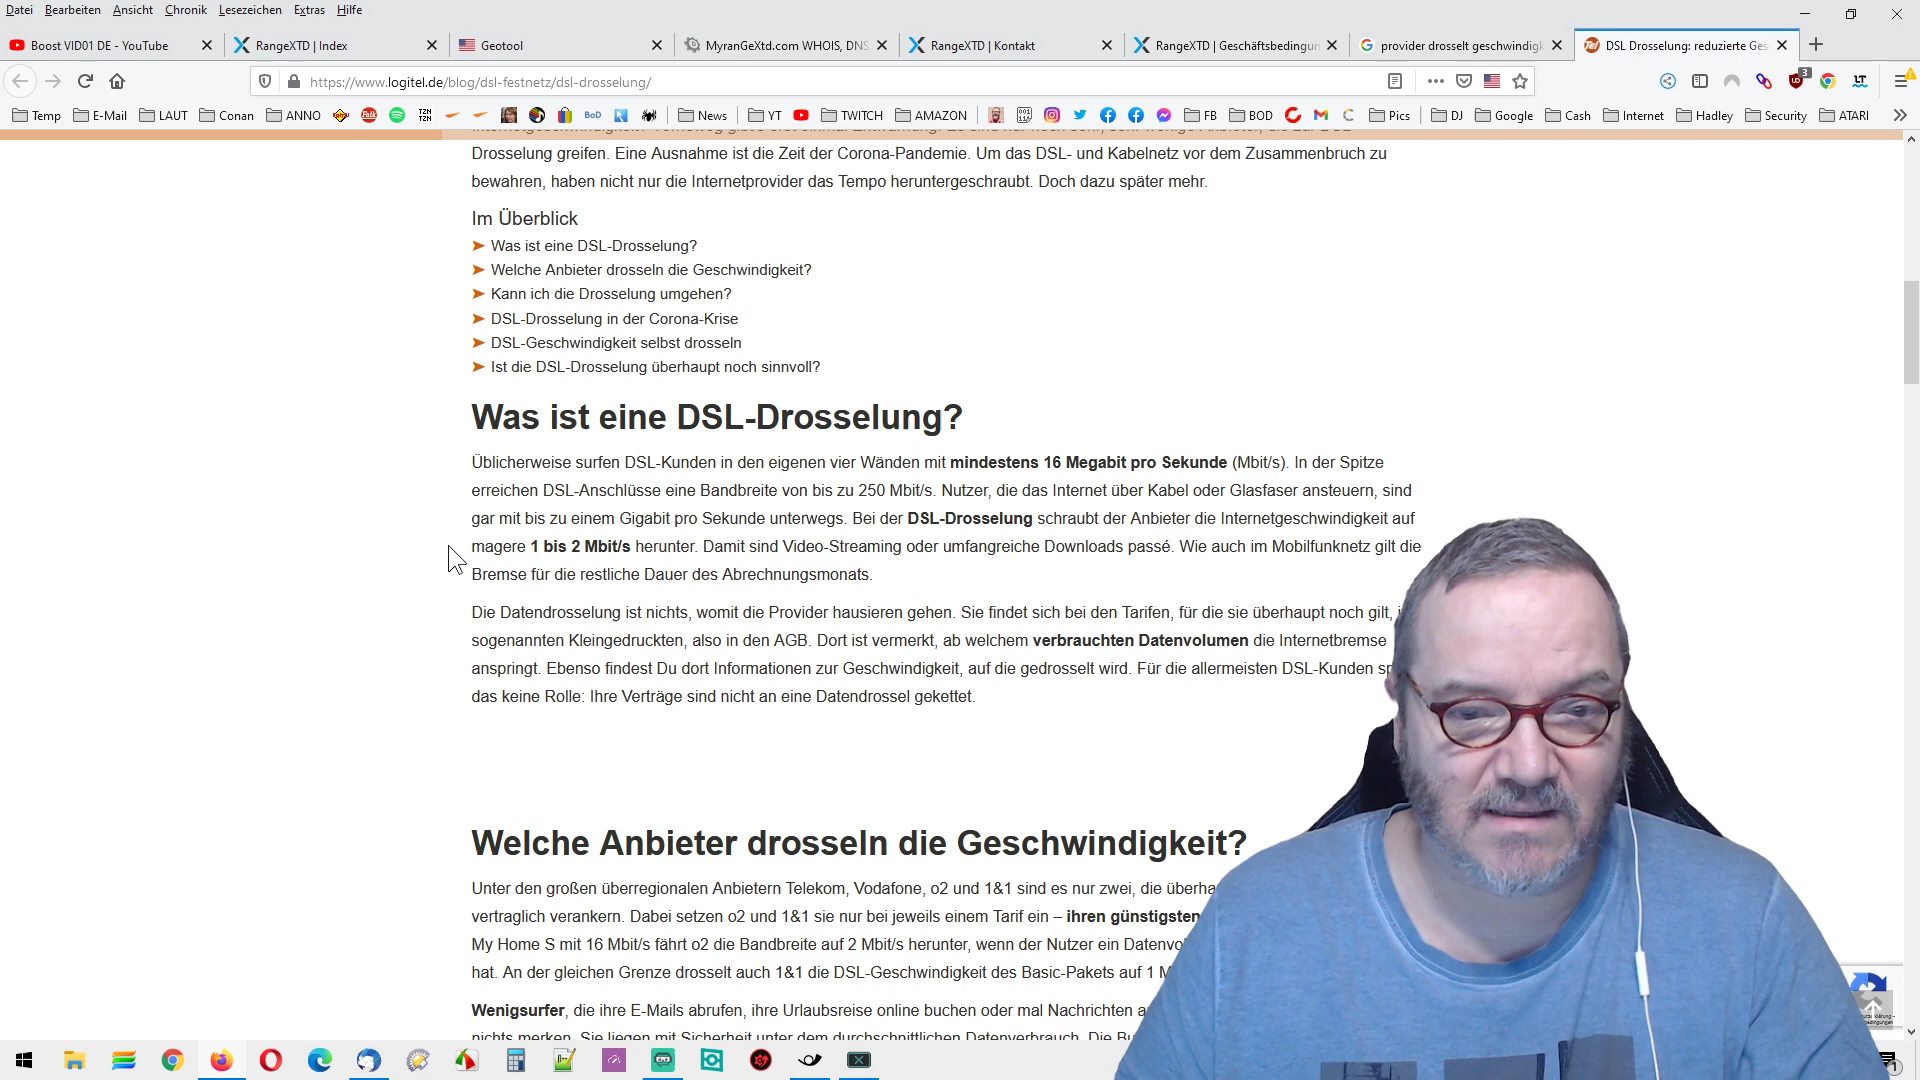 Datei Bearbeiten Ansicht Chronik Lesezeichen Extras Hilfe
Boost VID01 DE - YouTube RangeXTD | Index Geotool MyranGeXtd.com WHOIS, DNS, RangeXTD | Kontakt RangeXTD | Geschäftsbedingun provider drosselt geschwindigk DSL Drosselung: reduzierte Ges
https://www.logitel.de/blog/dsl-festnetz/dsl-drosselung/
Temp E-Mail LAUT Conan ANNO BoD News YT TWITCH AMAZON FB BOD Pics DJ Google Cash Internet Hadley Security ATARI
Drosselung greifen. Eine Ausnahme ist die Zeit der Corona-Pandemie. Um das DSL- und Kabelnetz vor dem Zusammenbruch zu
bewahren, haben nicht nur die Internetprovider das Tempo heruntergeschraubt. Doch dazu später mehr.
Im Überblick
➤ Was ist eine DSL-Drosselung?
➤ Welche Anbieter drosseln die Geschwindigkeit?
➤ Kann ich die Drosselung umgehen?
➤ DSL-Drosselung in der Corona-Krise
➤ DSL-Geschwindigkeit selbst drosseln
➤ Ist die DSL-Drosselung überhaupt noch sinnvoll?
Was ist eine DSL-Drosselung?
Üblicherweise surfen DSL-Kunden in den eigenen vier Wänden mit mindestens 16 Megabit pro Sekunde (Mbit/s). In der Spitze
erreichen DSL-Anschlüsse eine Bandbreite von bis zu 250 Mbit/s. Nutzer, die das Internet über Kabel oder Glasfaser ansteuern, sind
gar mit bis zu einem Gigabit pro Sekunde unterwegs. Bei der DSL-Drosselung schraubt der Anbieter die Internetgeschwindigkeit auf
magere 1 bis 2 Mbit/s herunter. Damit sind Video-Streaming oder umfangreiche Downloads passé. Wie auch im Mobilfunknetz gilt die
Bremse für die restliche Dauer des Abrechnungsmonats.
Die Datendrosselung ist nichts, womit die Provider hausieren gehen. Sie findet sich bei den Tarifen, für die sie überhaupt noch gilt,
sogenannten Kleingedruckten, also in den AGB. Dort ist vermerkt, ab welchem verbrauchten Datenvolumen die Internetbremse
anspringt. Ebenso findest Du dort Informationen zur Geschwindigkeit, auf die gedrosselt wird. Für die allermeisten DSL-Kunden
das keine Rolle: Ihre Verträge sind nicht an eine Datendrossel gekettet.
Welche Anbieter drosseln die Geschwindigkeit?
Unter den großen überregionalen Anbietern Telekom, Vodafone, o2 und 1&1 sind es nur zwei, die
vertraglich verankern. Dabei setzen o2 und 1&1 sie nur bei jeweils einem Tarif ein – ihren günstigsten
My Home S mit 16 Mbit/s fährt o2 die Bandbreite auf 2 Mbit/s herunter, wenn der Nutzer ein
hat. An der gleichen Grenze drosselt auch 1&1 die DSL-Geschwindigkeit des Basic-Pakets auf 1
Wenigsurfer, die ihre E-Mails abrufen, ihre Urlaubsreise online buchen oder mal Nachrichten
nichts merken. Sie liegen mit Sicherheit unter dem durchschnittlichen Datenverbrauch. Die